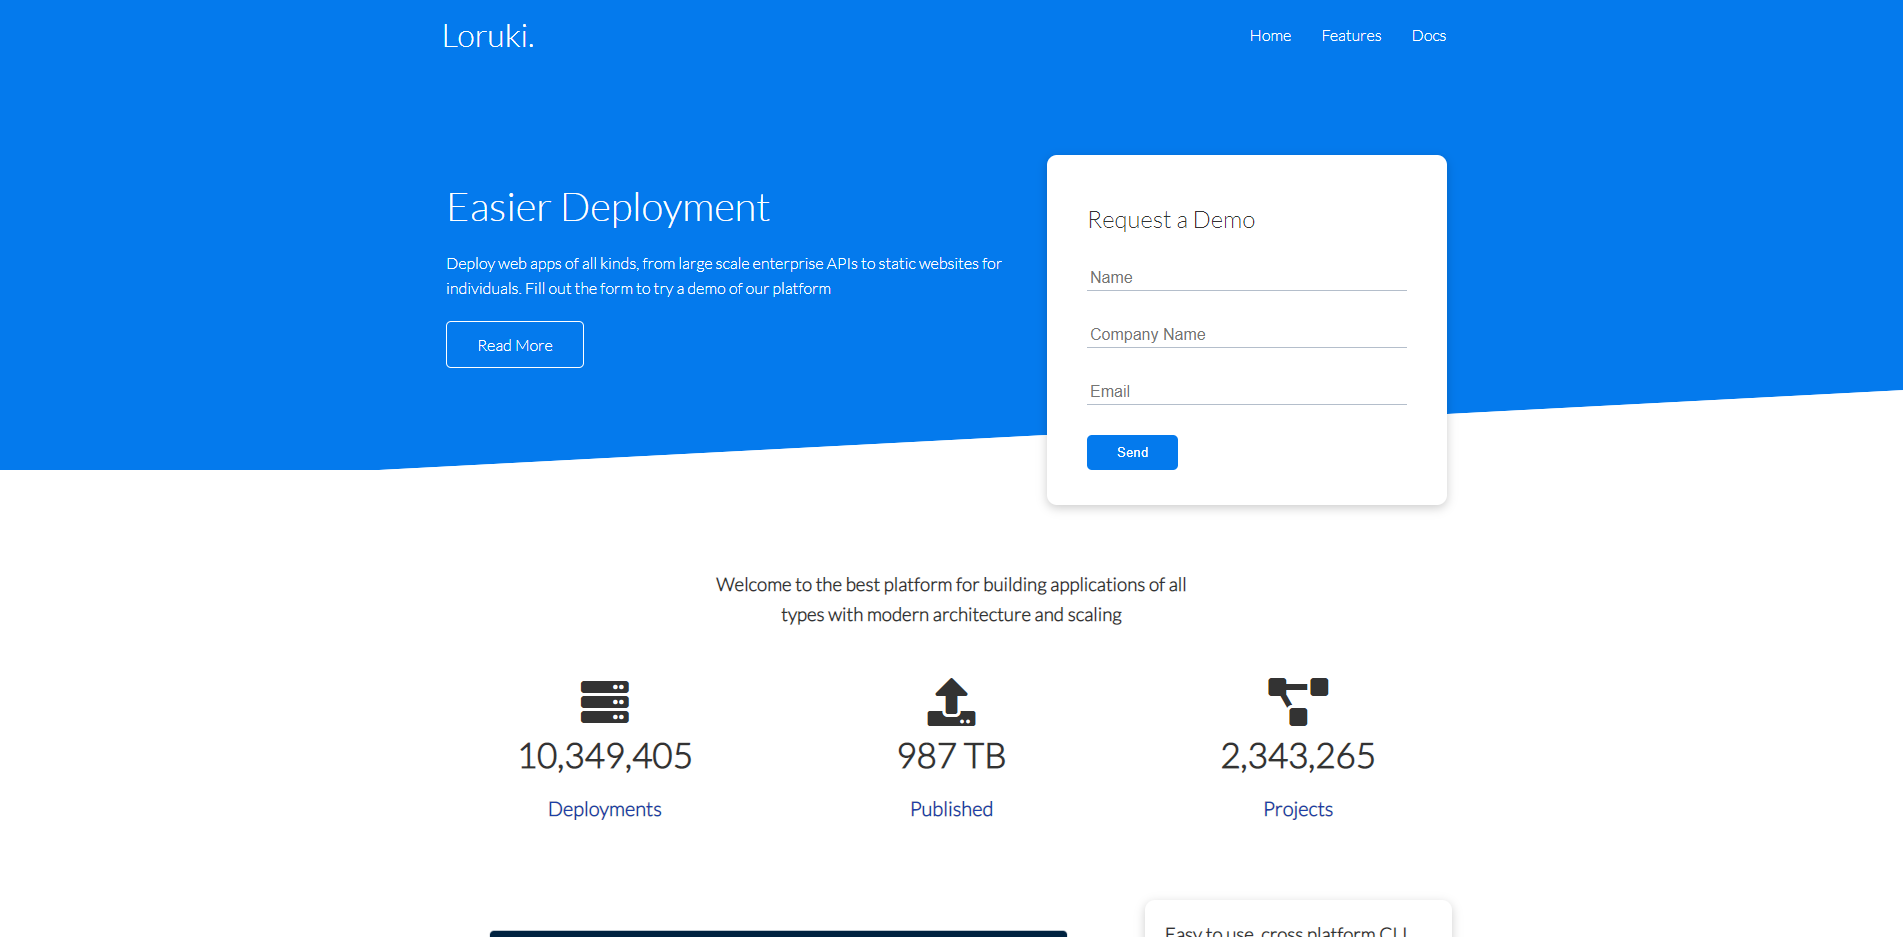 Loruki.
Home Features Docs
Easier Deployment
Deploy web apps of all kinds, from large scale enterprise APIs to static websites for
individuals. Fill out the form to try a demo of our platform
Read More
Request a Demo
Name
Company Name
Email
Send
Welcome to the best platform for building applications of all
types with modern architecture and scaling
10,349,405
Deployments
987 TB
Published
2,343,265
Projects
Easy to use, cross platform CLI